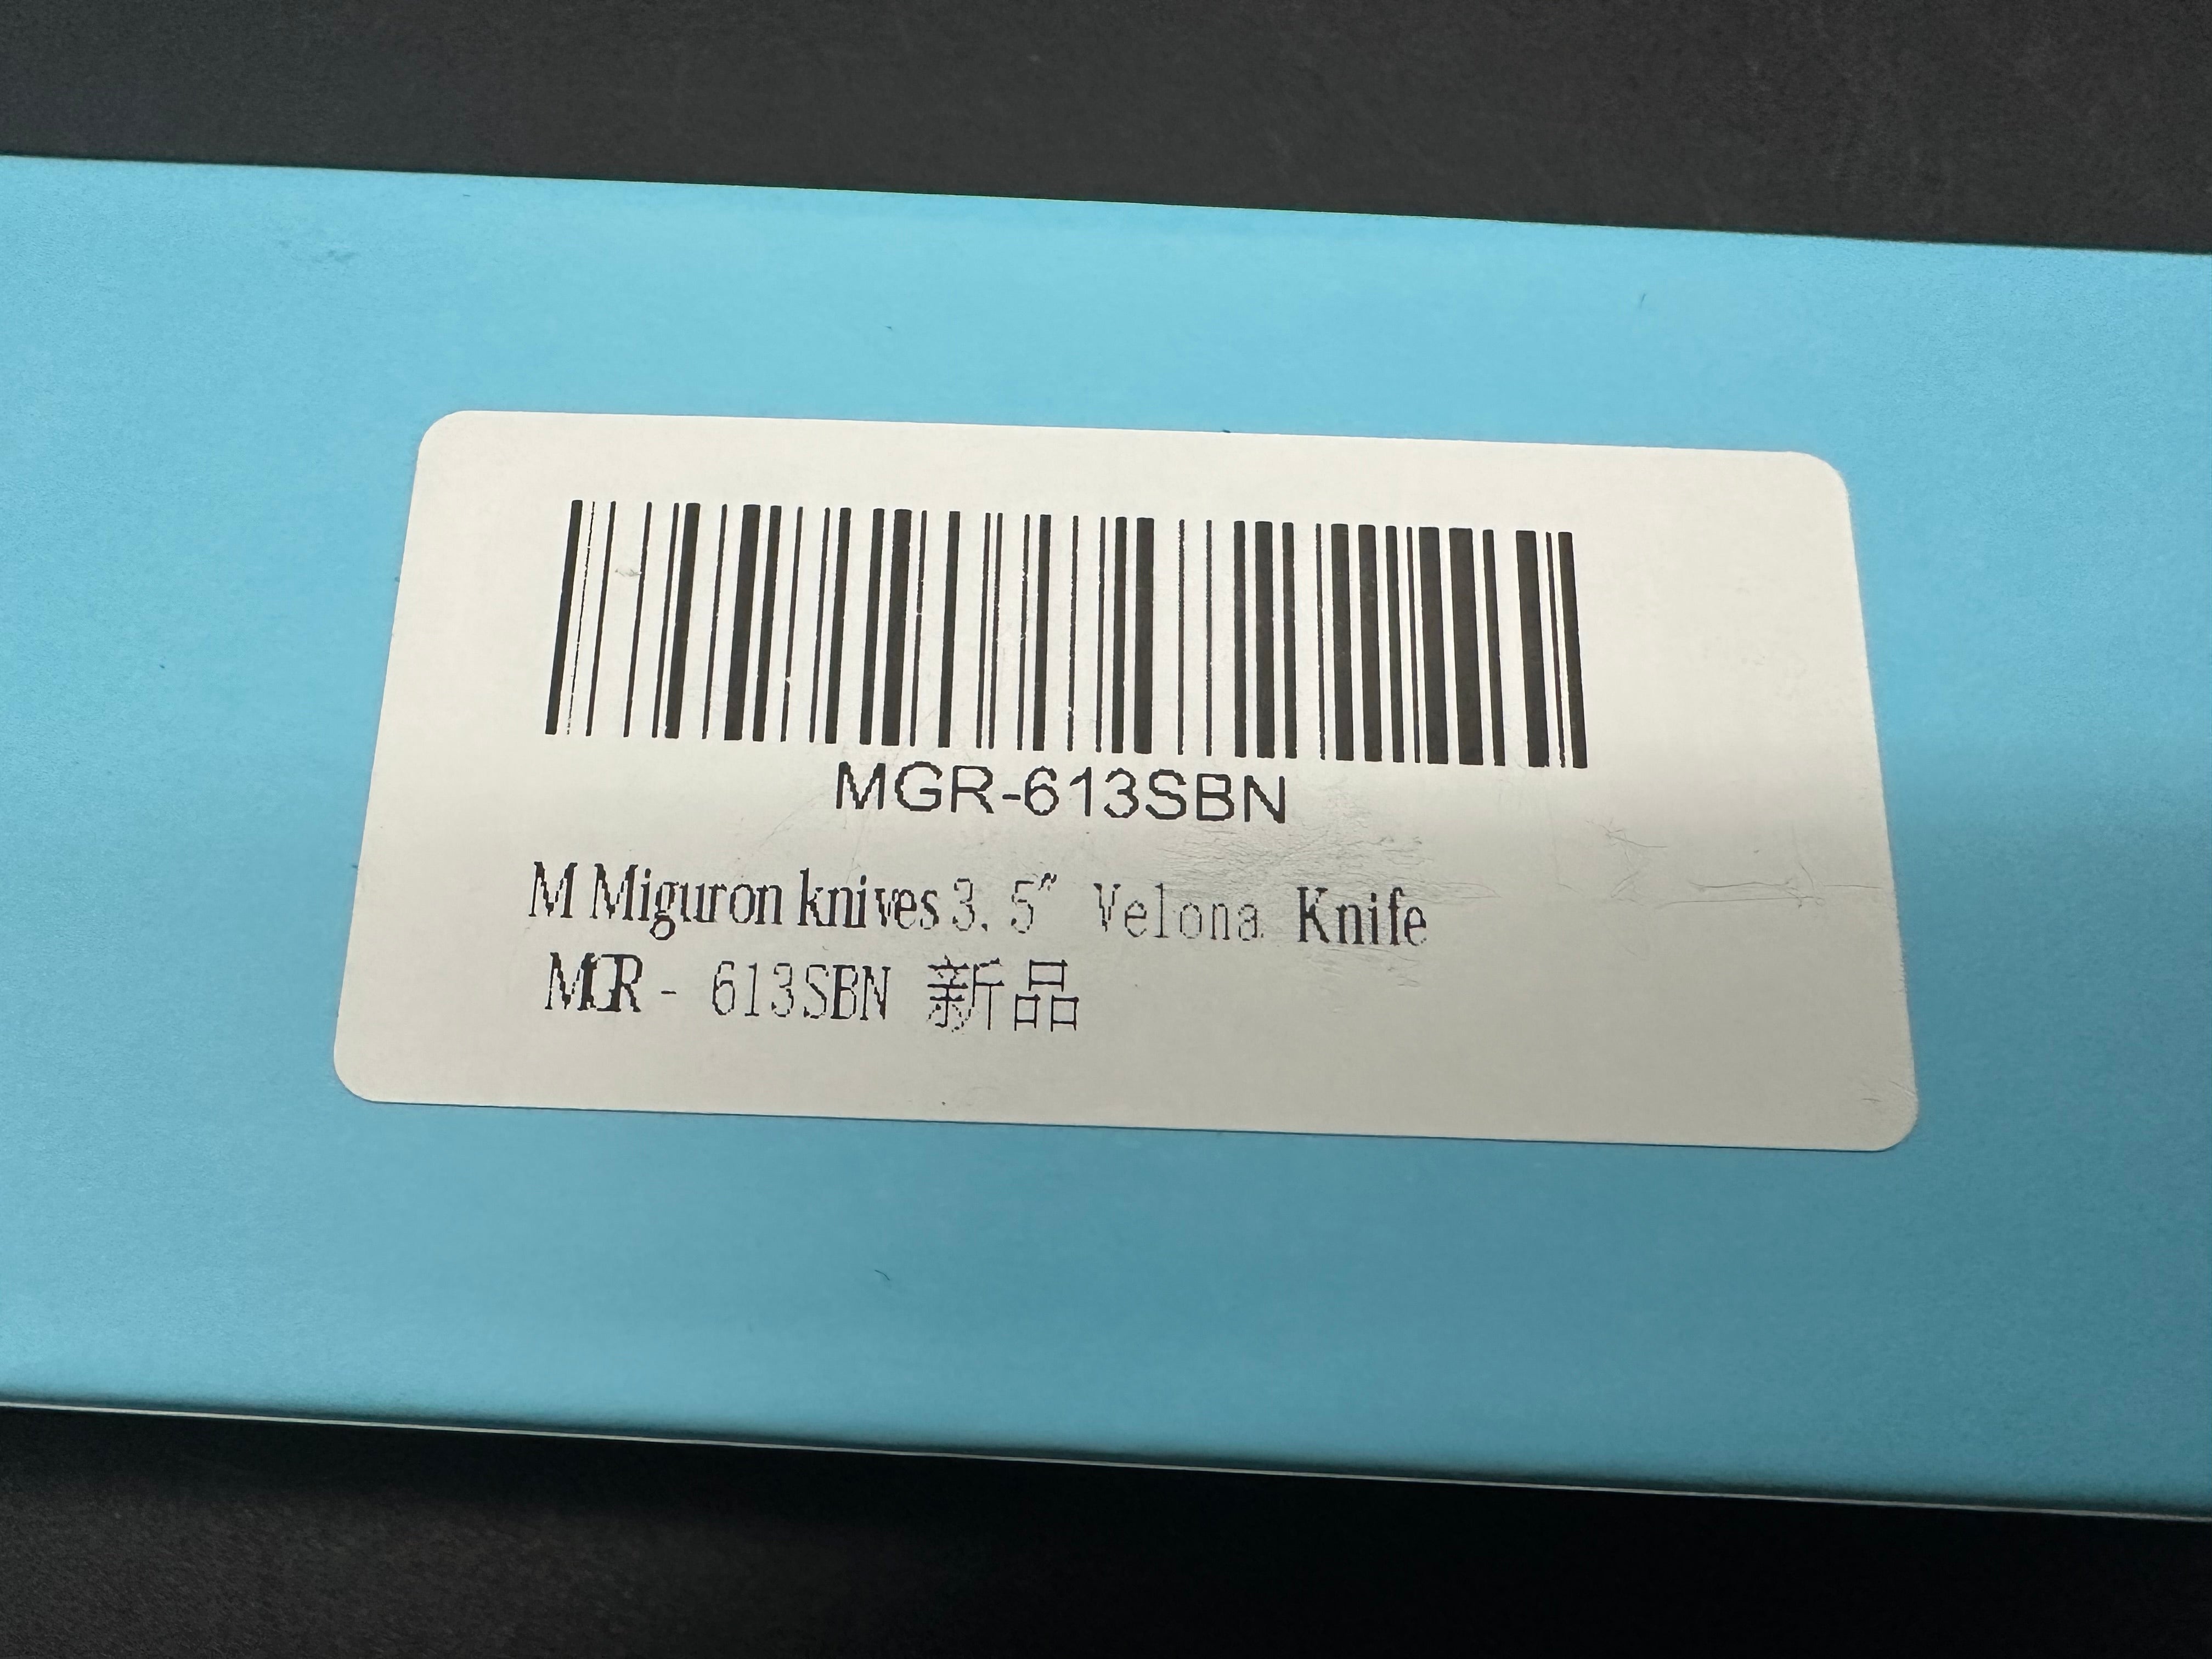 MGR-613SBN
M Miguron knives 3.5" Velona Knife
MGR - 613SBN 新品